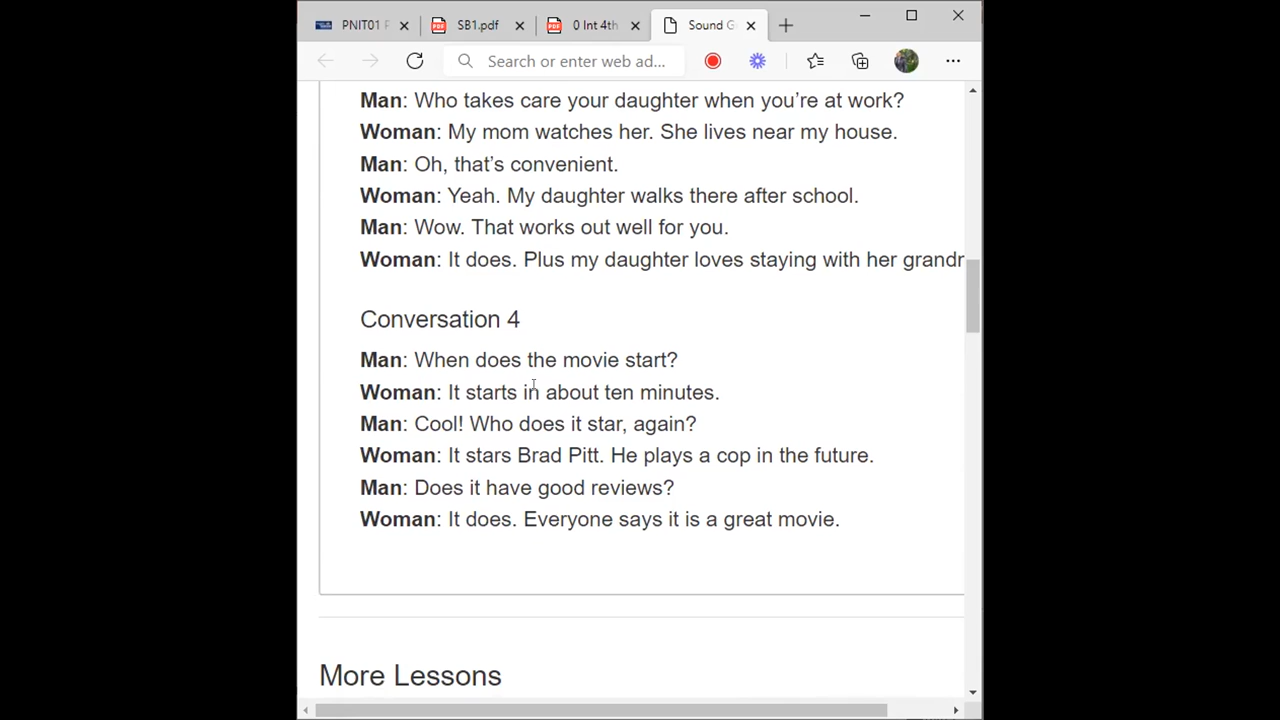 PNIT01 F
SB1.pdf
0 Int 4th
Sound G
Search or enter web ad...
Man: Who takes care your daughter when you’re at work?
Woman: My mom watches her. She lives near my house.
Man: Oh, that’s convenient.
Woman: Yeah. My daughter walks there after school.
Man: Wow. That works out well for you.
Woman: It does. Plus my daughter loves staying with her grandr
Conversation 4
Man: When does the movie start?
Woman: It starts in about ten minutes.
Man: Cool! Who does it star, again?
Woman: It stars Brad Pitt. He plays a cop in the future.
Man: Does it have good reviews?
Woman: It does. Everyone says it is a great movie.
More Lessons